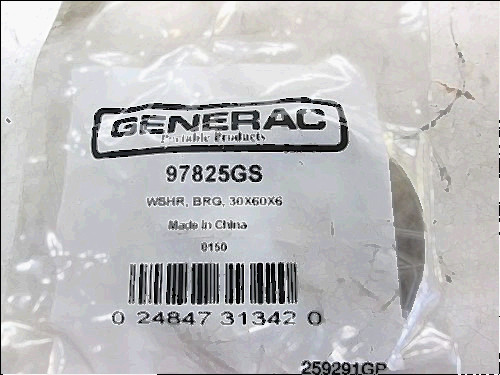 GENERAC
Portable Products
97825GS
WSHR, BRG, 30X60X6
Made In China
0150
0 24847 31342 0
259291GP